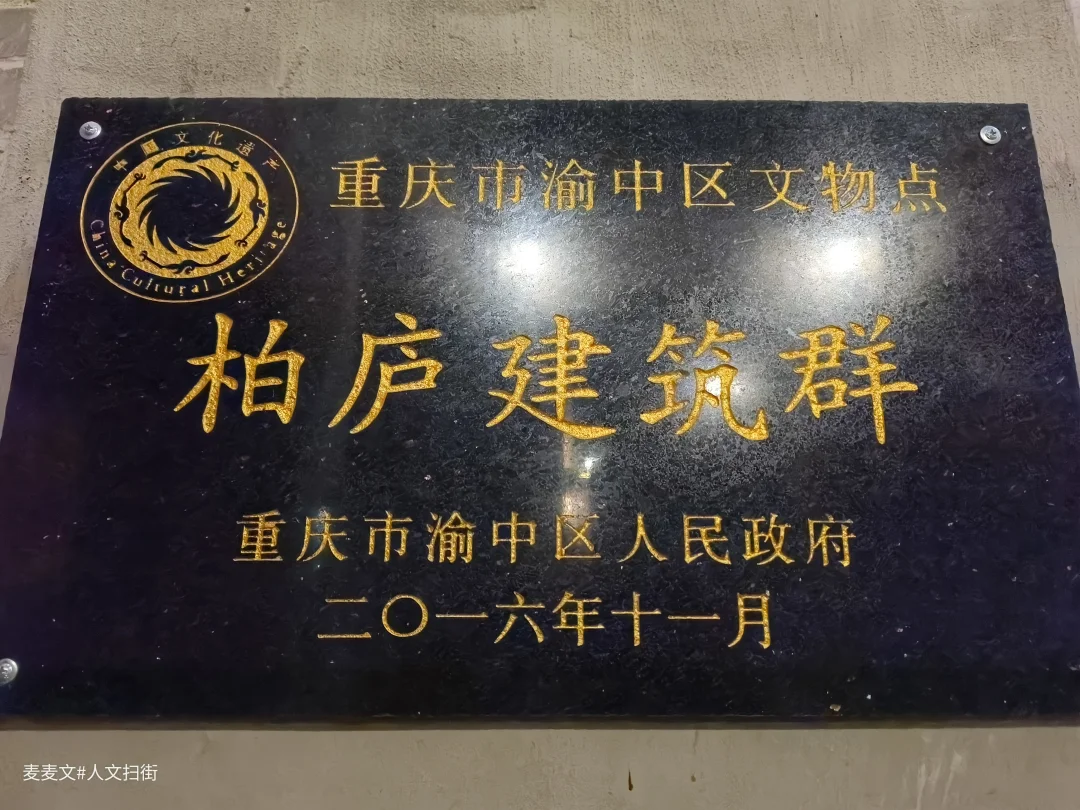 中国文化遗产
China Cultural Heritage
重庆市渝中区文物点
柏庐建筑群
重庆市渝中区人民政府
二〇一六年十一月
麦麦文#人文扫街